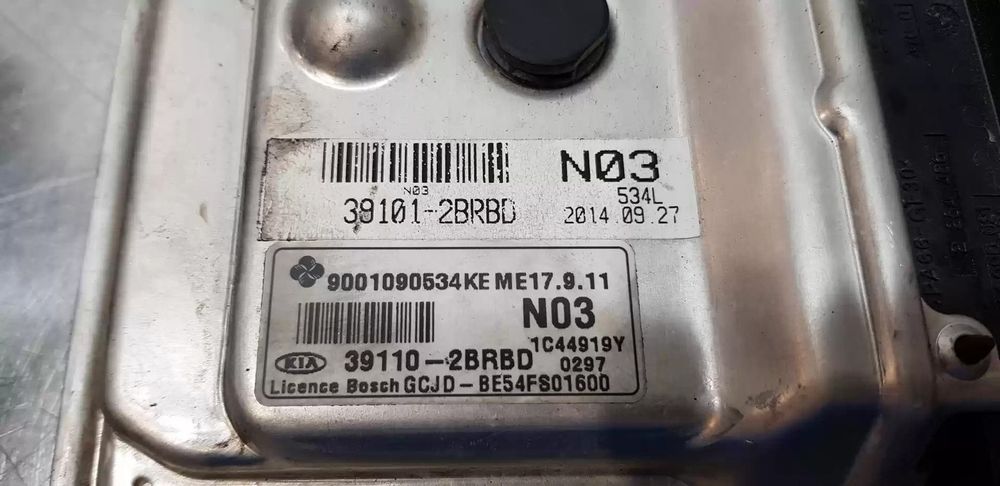 N03
N03
534L
39101-2BRBD
2014.09.27
9001090534KE ME17.9.11
N03
1C44919Y
KIA 39110-2BRBD 0297
Licence Bosch GCJD-BE54FS01600